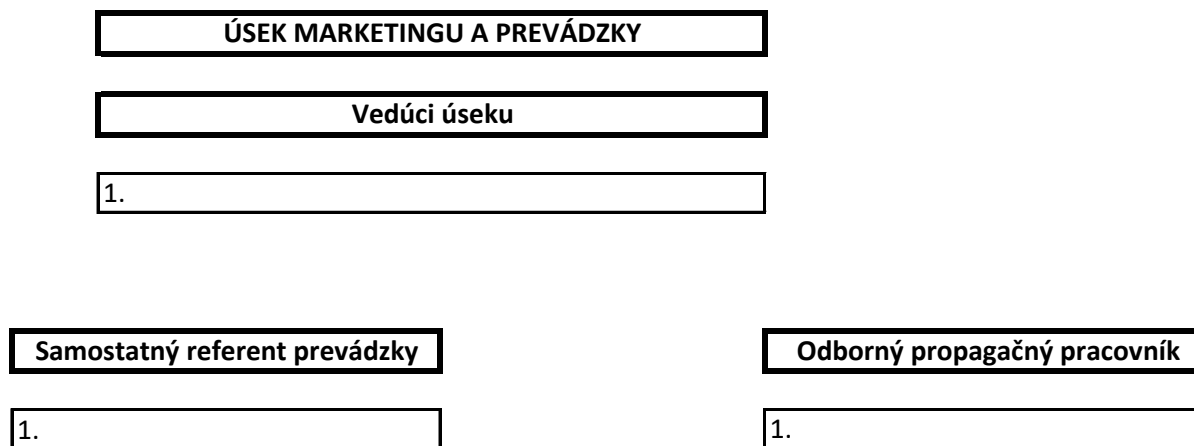 ÚSEK MARKETINGU A PREVÁDZKY
Vedúci úseku
1.
Samostatný referent prevádzky
Odborný propagačný pracovník
1.
1.